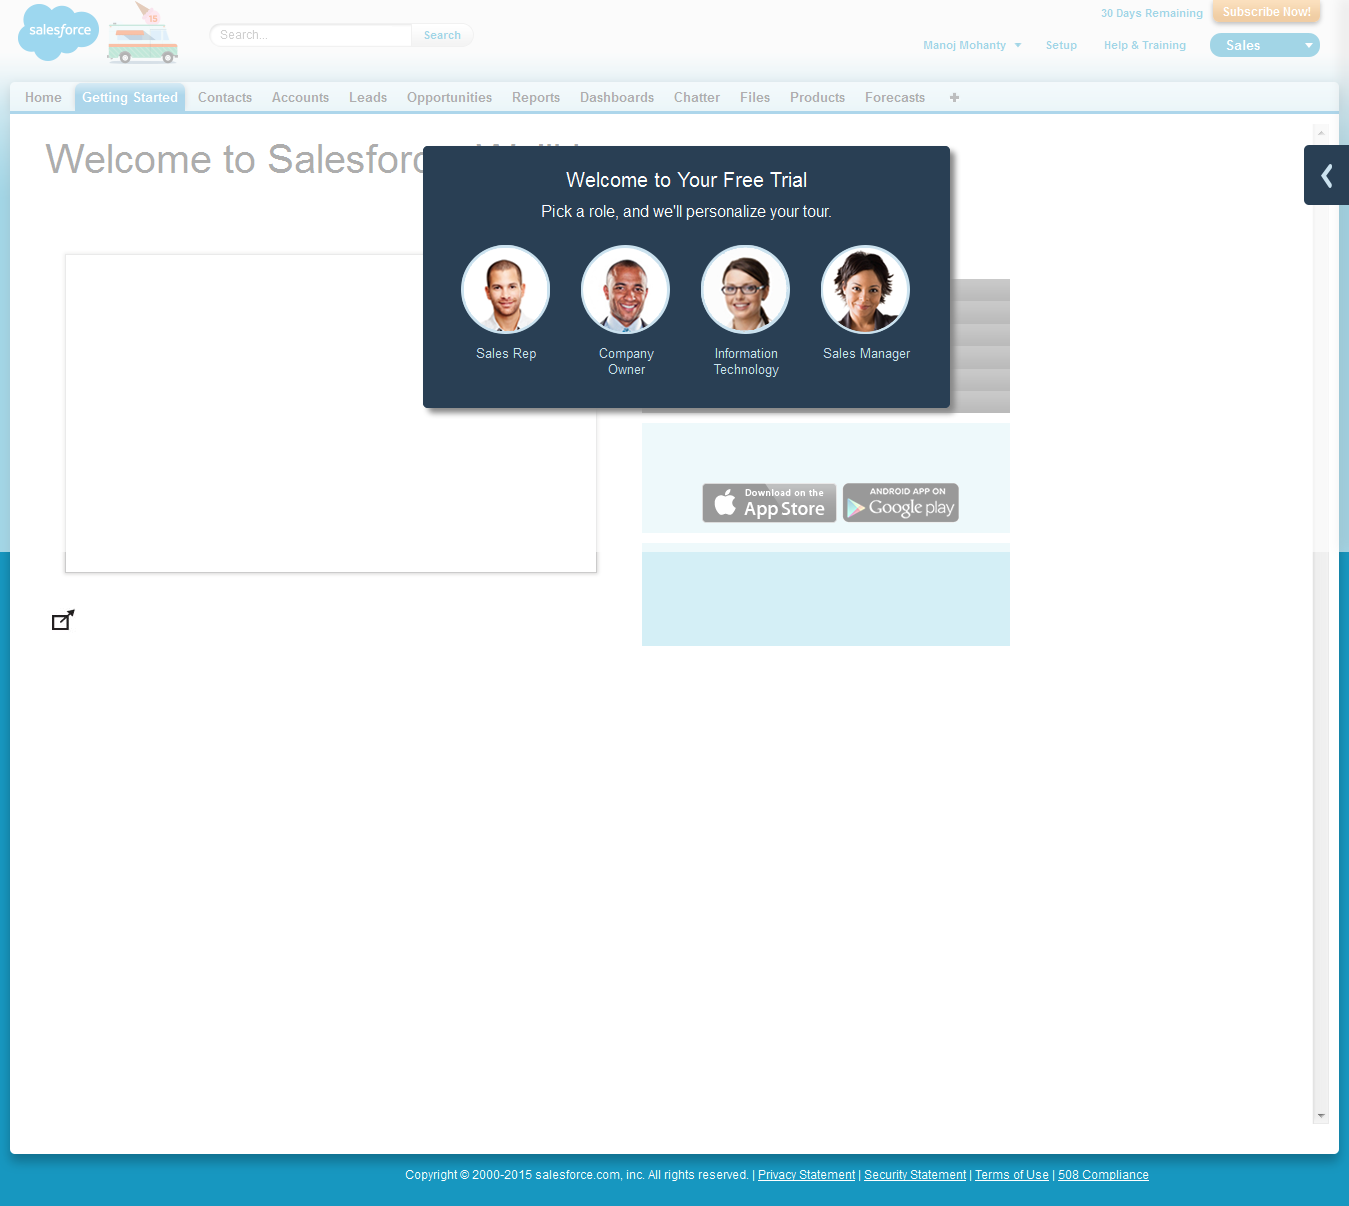 salesforce
15
Search...
Search
30 Days Remaining
Subscribe Now!
Manoj Mohanty
Setup
Help & Training
Sales
Home
Getting Started
Contacts
Accounts
Leads
Opportunities
Reports
Dashboards
Chatter
Files
Products
Forecasts
Welcome to
Welcome to Your Free Trial
Pick a role, and we'll personalize your tour.
Sales Rep
Company
Owner
Information
Technology
Sales Manager
Download on the
App Store
ANDROID APP ON
Google play
Copyright © 2000-2015 salesforce.com, inc. All rights reserved. | Privacy Statement | Security Statement | Terms of Use | 508 Compliance